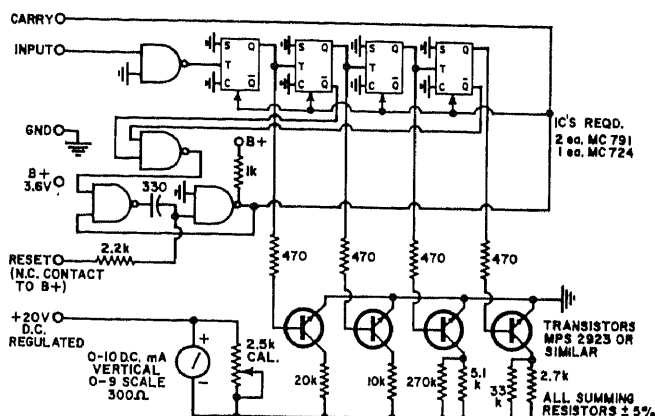 CARRY
INPUT
S Q
T
C Q̅
S Q
T
C Q̅
S Q
T
C Q̅
S Q
T
C Q̅
GND
B+
3.6V
B+
1k
IC'S REQD.
2 ea. MC 791
1 ea. MC 724
330
2.2k
RESET
(N.C. CONTACT
TO B+)
470
470
470
470
+20V
D.C.
REGULATED
+
-
0-10 D.C. mA
VERTICAL
0-9 SCALE
300Ω
2.5k
CAL.
20k
10k
270k
5.1
k
33
k
2.7k
TRANSISTORS
MPS 2923 OR
SIMILAR
ALL SUMMING
RESISTORS ±5%